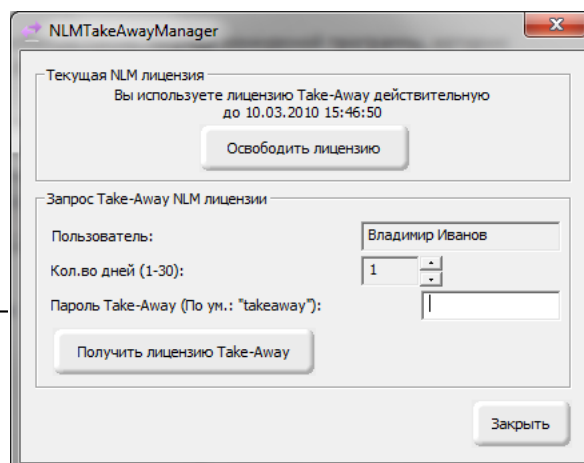 NLMTakeAwayManager
Текущая NLM лицензия
Вы используете лицензию Take-Away действительную
до 10.03.2010 15:46:50
Освободить лицензию
Запрос Take-Away NLM лицензии
Пользователь: Владимир Иванов
Кол.во дней (1-30): 1
Пароль Take-Away (По ум.: "takeaway"):
Получить лицензию Take-Away
Закрыть